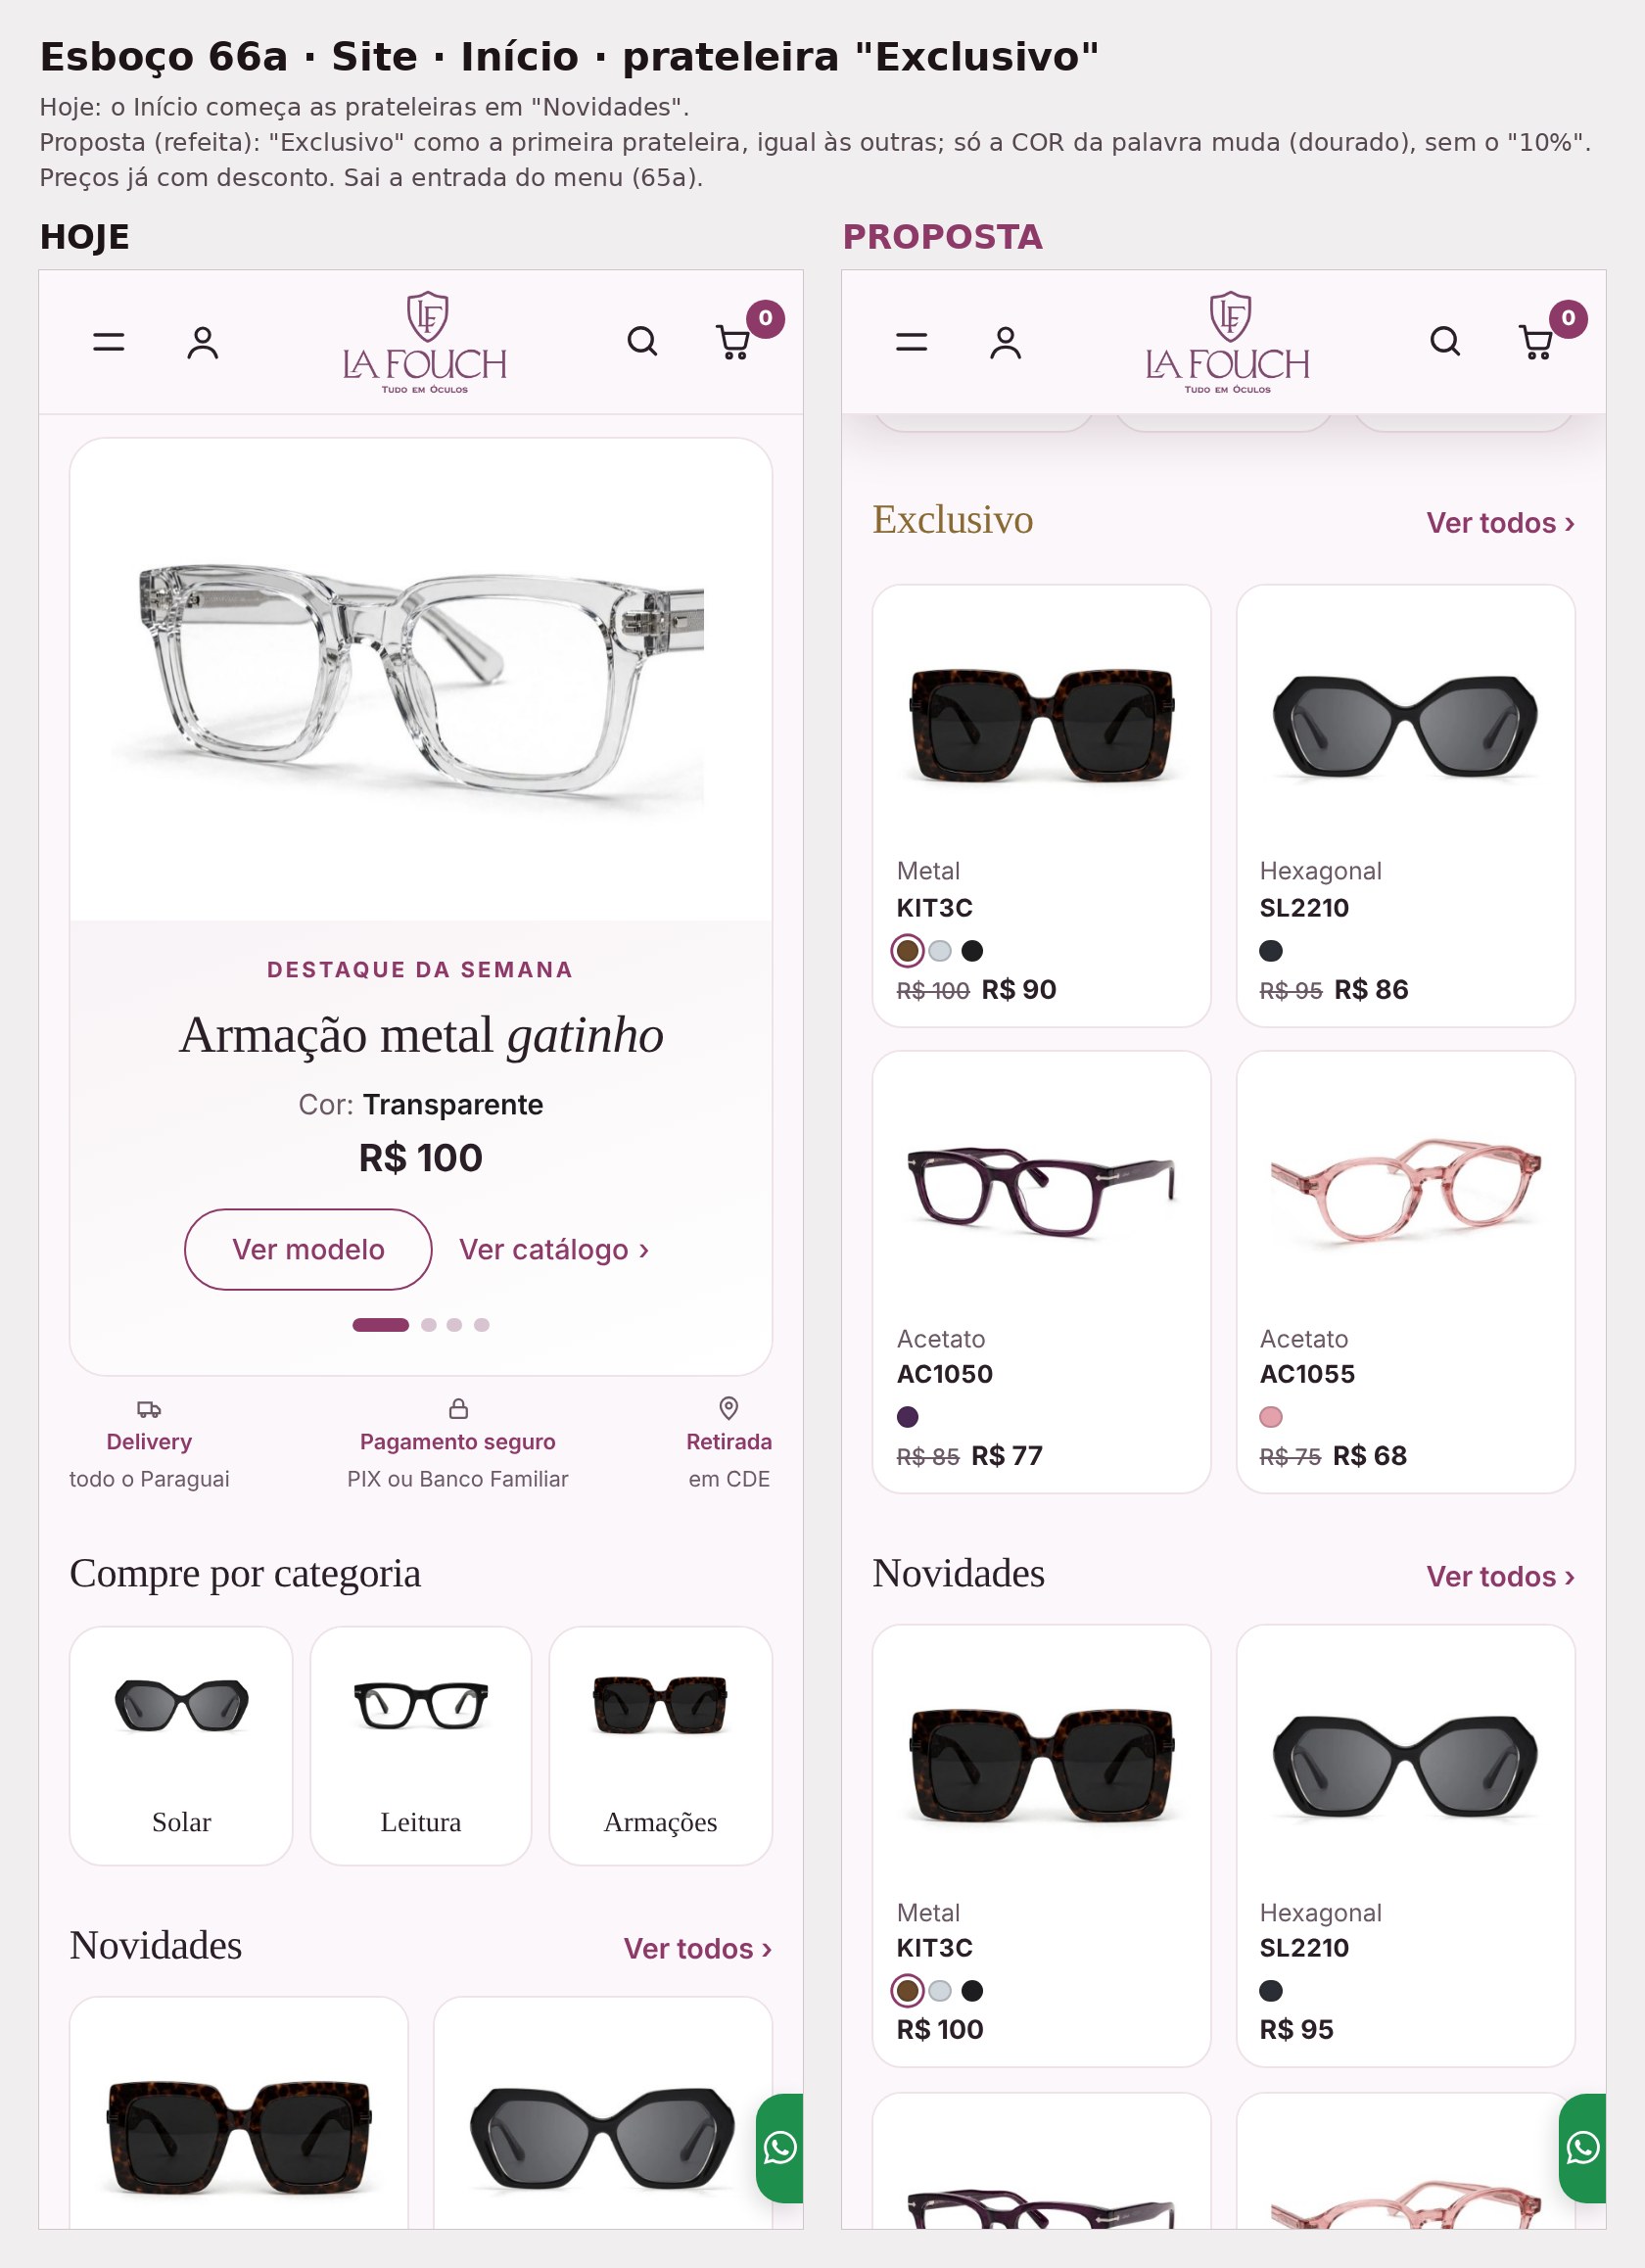 Esboço 66a · Site · Início · prateleira "Exclusivo"
Hoje: o Início começa as prateleiras em "Novidades".
Proposta (refeita): "Exclusivo" como a primeira prateleira, igual às outras; só a COR da palavra muda (dourado), sem o "10%".
Preços já com desconto. Sai a entrada do menu (65a).
HOJE
LF
LA FOUCH
TUDO EM ÓCULOS
0
DESTAQUE DA SEMANA
Armação metal gatinho
Cor: Transparente
R$ 100
Ver modelo
Ver catálogo ›
Delivery
todo o Paraguai
Pagamento seguro
PIX ou Banco Familiar
Retirada
em CDE
Compre por categoria
Solar
Leitura
Armações
Novidades
Ver todos ›
PROPOSTA
LF
LA FOUCH
TUDO EM ÓCULOS
0
Exclusivo
Ver todos ›
Metal
KIT3C
R$ 100 R$ 90
Hexagonal
SL2210
R$ 95 R$ 86
Acetato
AC1050
R$ 85 R$ 77
Acetato
AC1055
R$ 75 R$ 68
Novidades
Ver todos ›
Metal
KIT3C
R$ 100
Hexagonal
SL2210
R$ 95